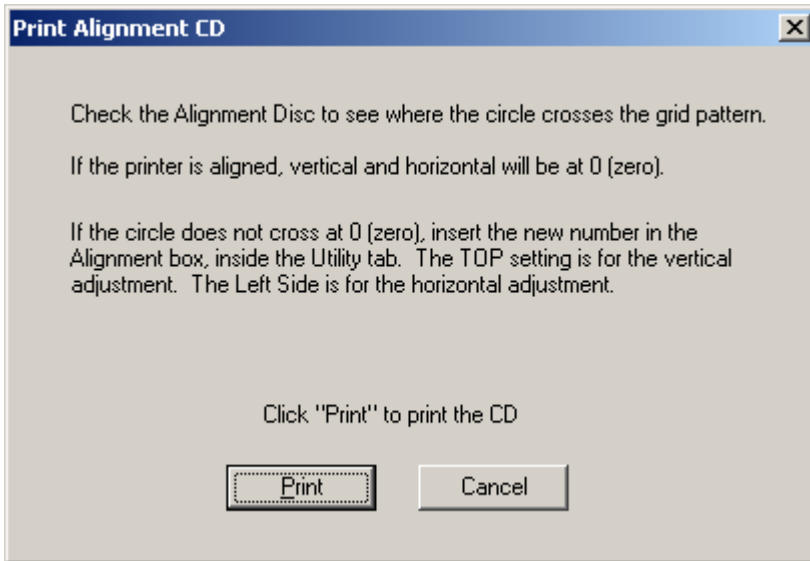 Print Alignment CD
Check the Alignment Disc to see where the circle crosses the grid pattern.
If the printer is aligned, vertical and horizontal will be at 0 (zero).
If the circle does not cross at 0 (zero), insert the new number in the
Alignment box, inside the Utility tab.  The TOP setting is for the vertical
adjustment.  The Left Side is for the horizontal adjustment.
Click "Print" to print the CD
Print
Cancel